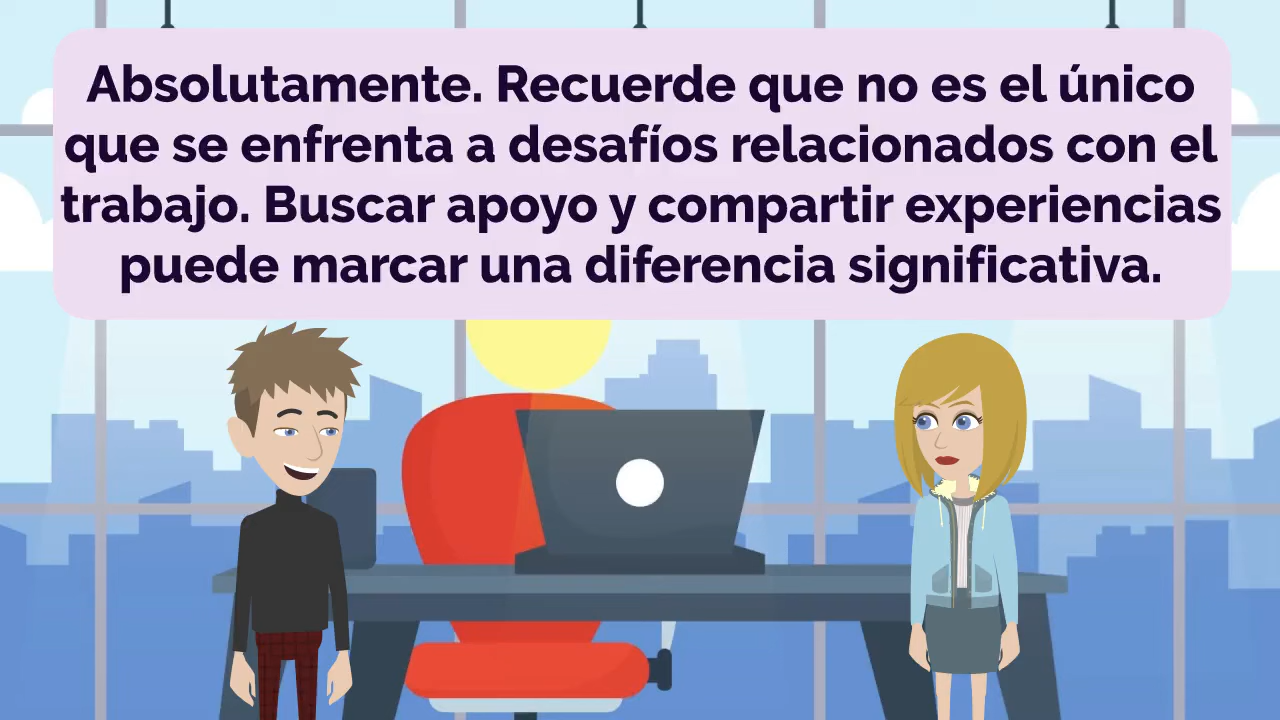 Absolutamente. Recuerde que no es el único
que se enfrenta a desafíos relacionados con el
trabajo. Buscar apoyo y compartir experiencias
puede marcar una diferencia significativa.